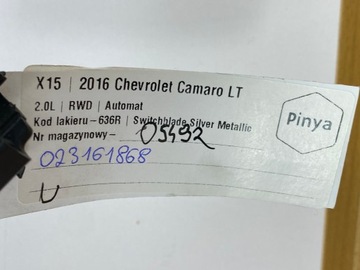 X15 | 2016 Chevrolet Camaro LT
2.0L | RWD | Automat
Kod lakieru – 636R | Switchblade Silver Metallic
Nr magazynowy – 05492
023161868
U
Pinya